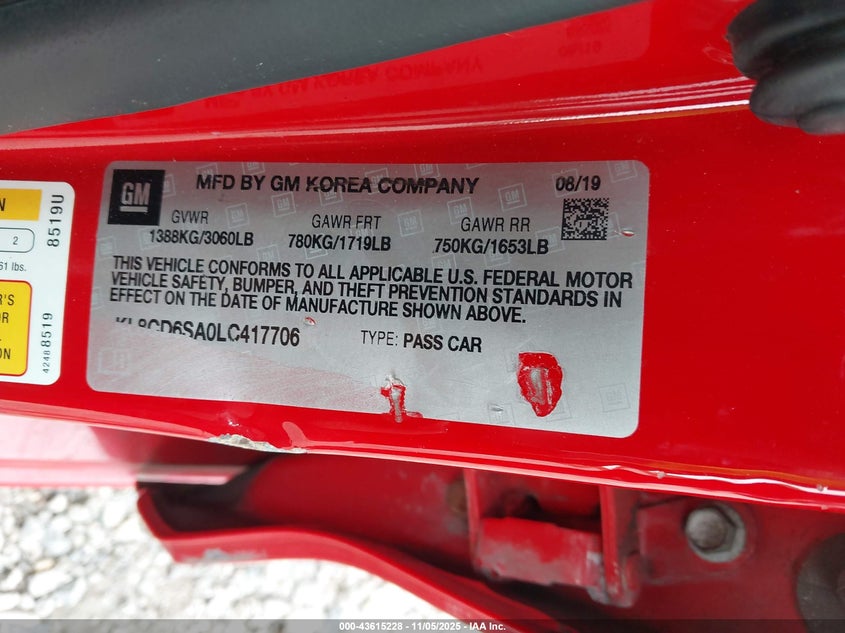 GM
MFD BY GM KOREA COMPANY
08/19
GVWR
1388KG/3060LB
GAWR FRT
780KG/1719LB
GAWR RR
750KG/1653LB
THIS VEHICLE CONFORMS TO ALL APPLICABLE U.S. FEDERAL MOTOR
VEHICLE SAFETY, BUMPER, AND THEFT PREVENTION STANDARDS IN
EFFECT ON THE DATE OF MANUFACTURE SHOWN ABOVE.
KL8CD6SA0LC417706
TYPE: PASS CAR
8519U
2
lbs.
42488519
000-43615228 - 11/05/2025 - IAA Inc.